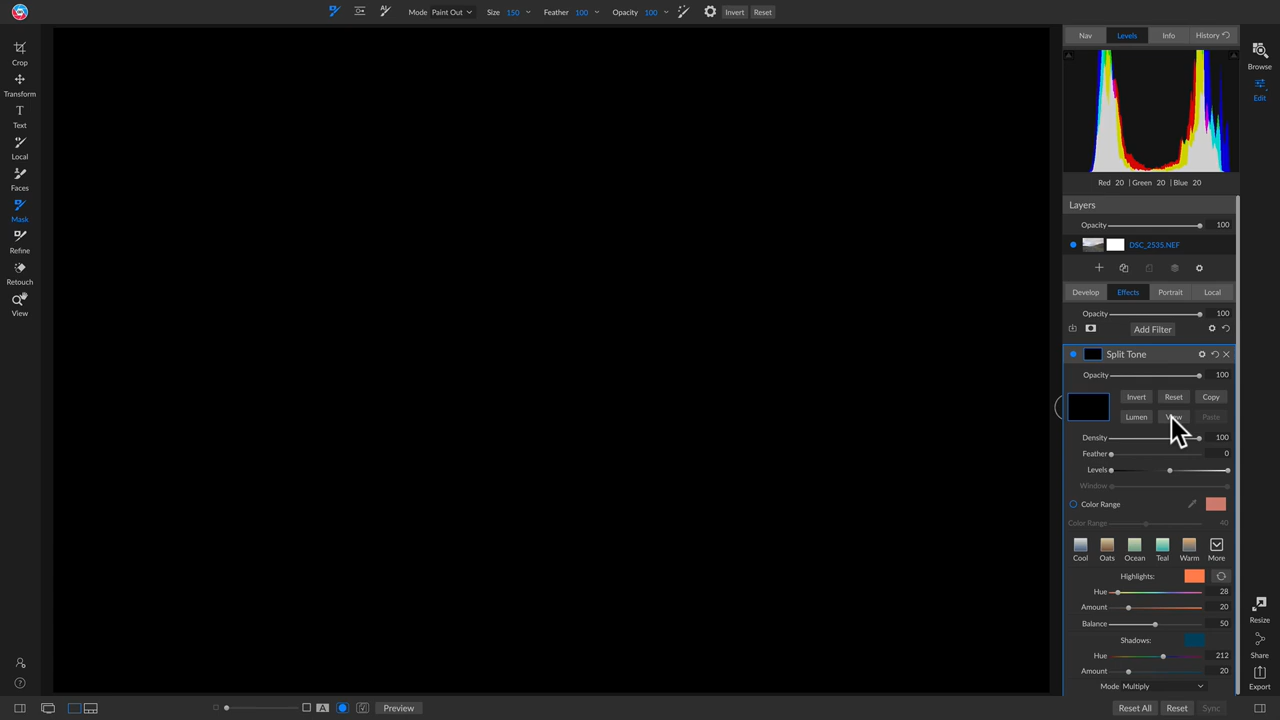 Mode Paint Out Size 150 Feather 100 Opacity 100 Invert Reset
Crop
Transform
T
Text
Local
Faces
Mask
Refine
Retouch
View
Nav Levels Info History
Red 20 | Green 20 | Blue 20
Layers
Opacity 100
DSC_2535.NEF
Develop Effects Portrait Local
Opacity 100
Add Filter
Split Tone
Opacity 100
Invert Reset Copy
Lumen View Paste
Density 100
Feather 0
Levels
Window
Color Range
Color Range 40
Cool Oats Ocean Teal Warm More
Highlights:
Hue 28
Amount 20
Balance 50
Shadows:
Hue 212
Amount 20
Mode Multiply
Browse
Edit
Resize
Share
Export
A Preview
Reset All Reset Sync